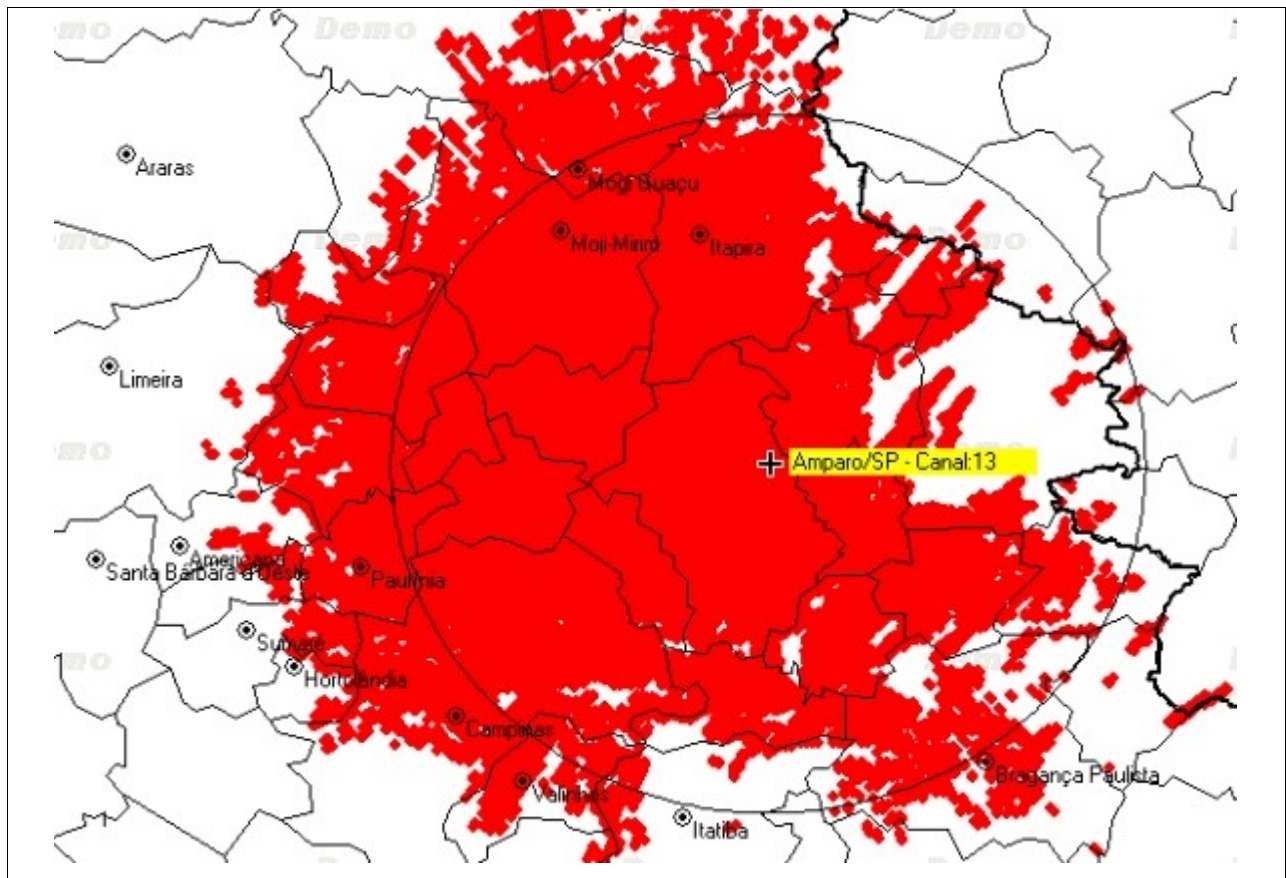 Demo
Demo
Araras
Mogi Guaçu
Moji-Mirim
Itapira
Demo
Demo
Limeira
Amparo/SP - Canal:13
Americana
Santa Bárbara d'Oeste
Paulínia
Sumaré
Hortolândia
Campinas
Bragança Paulista
Valinhos
Itatiba
Demo
Demo